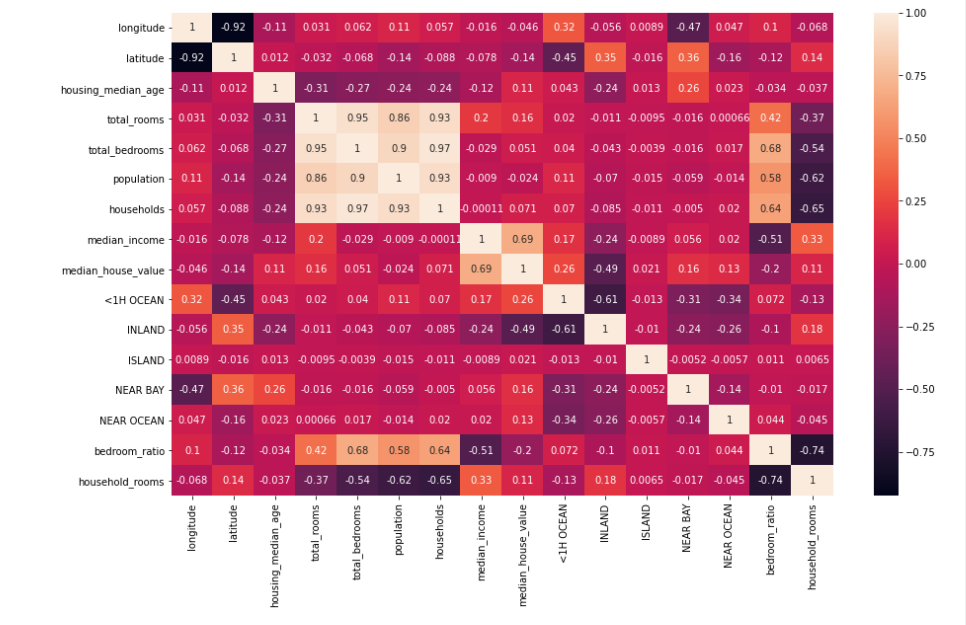 longitude 1 -0.92 -0.11 0.031 0.062 0.11 0.057 -0.016 -0.046 0.32 -0.056 0.0089 -0.47 0.047 0.1 -0.068
latitude -0.92 1 0.012 -0.032 -0.068 -0.14 -0.088 -0.078 -0.14 -0.45 0.35 -0.016 0.36 -0.16 -0.12 0.14
housing_median_age -0.11 0.012 1 -0.31 -0.27 -0.24 -0.24 -0.12 0.11 0.043 -0.24 0.013 0.26 0.023 -0.034 -0.037
total_rooms 0.031 -0.032 -0.31 1 0.95 0.86 0.93 0.2 0.16 0.02 -0.011 -0.0095 -0.016 0.00066 0.42 -0.37
total_bedrooms 0.062 -0.068 -0.27 0.95 1 0.9 0.97 -0.029 0.051 0.04 -0.043 -0.0039 -0.016 0.017 0.68 -0.54
population 0.11 -0.14 -0.24 0.86 0.9 1 0.93 -0.009 -0.024 0.11 -0.07 -0.015 -0.059 -0.014 0.58 -0.62
households 0.057 -0.088 -0.24 0.93 0.97 0.93 1 -0.00011 0.071 0.07 -0.085 -0.011 -0.005 0.02 0.64 -0.65
median_income -0.016 -0.078 -0.12 0.2 -0.029 -0.009 -0.00011 1 0.69 0.17 -0.24 -0.0089 0.056 0.02 -0.51 0.33
median_house_value -0.046 -0.14 0.11 0.16 0.051 -0.024 0.071 0.69 1 0.26 -0.49 0.021 0.16 0.13 -0.2 0.11
<1H OCEAN 0.32 -0.45 0.043 0.02 0.04 0.11 0.07 0.17 0.26 1 -0.61 -0.013 -0.31 -0.34 0.072 -0.13
INLAND -0.056 0.35 -0.24 -0.011 -0.043 -0.07 -0.085 -0.24 -0.49 -0.61 1 -0.01 -0.24 -0.26 -0.1 0.18
ISLAND 0.0089 -0.016 0.013 -0.0095 -0.0039 -0.015 -0.011 -0.0089 0.021 -0.013 -0.01 1 -0.0052 -0.0057 0.011 0.0065
NEAR BAY -0.47 0.36 0.26 -0.016 -0.016 -0.059 -0.005 0.056 0.16 -0.31 -0.24 -0.0052 1 -0.14 -0.01 -0.017
NEAR OCEAN 0.047 -0.16 0.023 0.00066 0.017 -0.014 0.02 0.02 0.13 -0.34 -0.26 -0.0057 -0.14 1 0.044 -0.045
bedroom_ratio 0.1 -0.12 -0.034 0.42 0.68 0.58 0.64 -0.51 -0.2 0.072 -0.1 0.011 -0.01 0.044 1 -0.74
household_rooms -0.068 0.14 -0.037 -0.37 -0.54 -0.62 -0.65 0.33 0.11 -0.13 0.18 0.0065 -0.017 -0.045 -0.74 1
longitude
latitude
housing_median_age
total_rooms
total_bedrooms
population
households
median_income
median_house_value
<1H OCEAN
INLAND
ISLAND
NEAR BAY
NEAR OCEAN
bedroom_ratio
household_rooms
1.00
0.75
0.50
0.25
0.00
−0.25
−0.50
−0.75